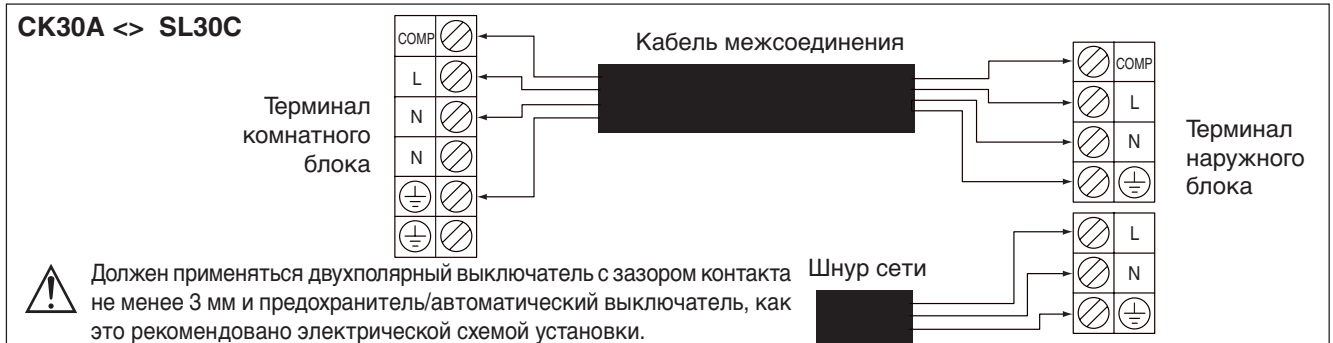 CK30A <> SL30C
Кабель межсоединения
Терминал
комнатного
блока
COMP
L
N
N
COMP
L
N
Терминал
наружного
блока
Шнур сети
L
N
Должен применяться двухполярный выключатель с зазором контакта
не менее 3 мм и предохранитель/автоматический выключатель, как
это рекомендовано электрической схемой установки.